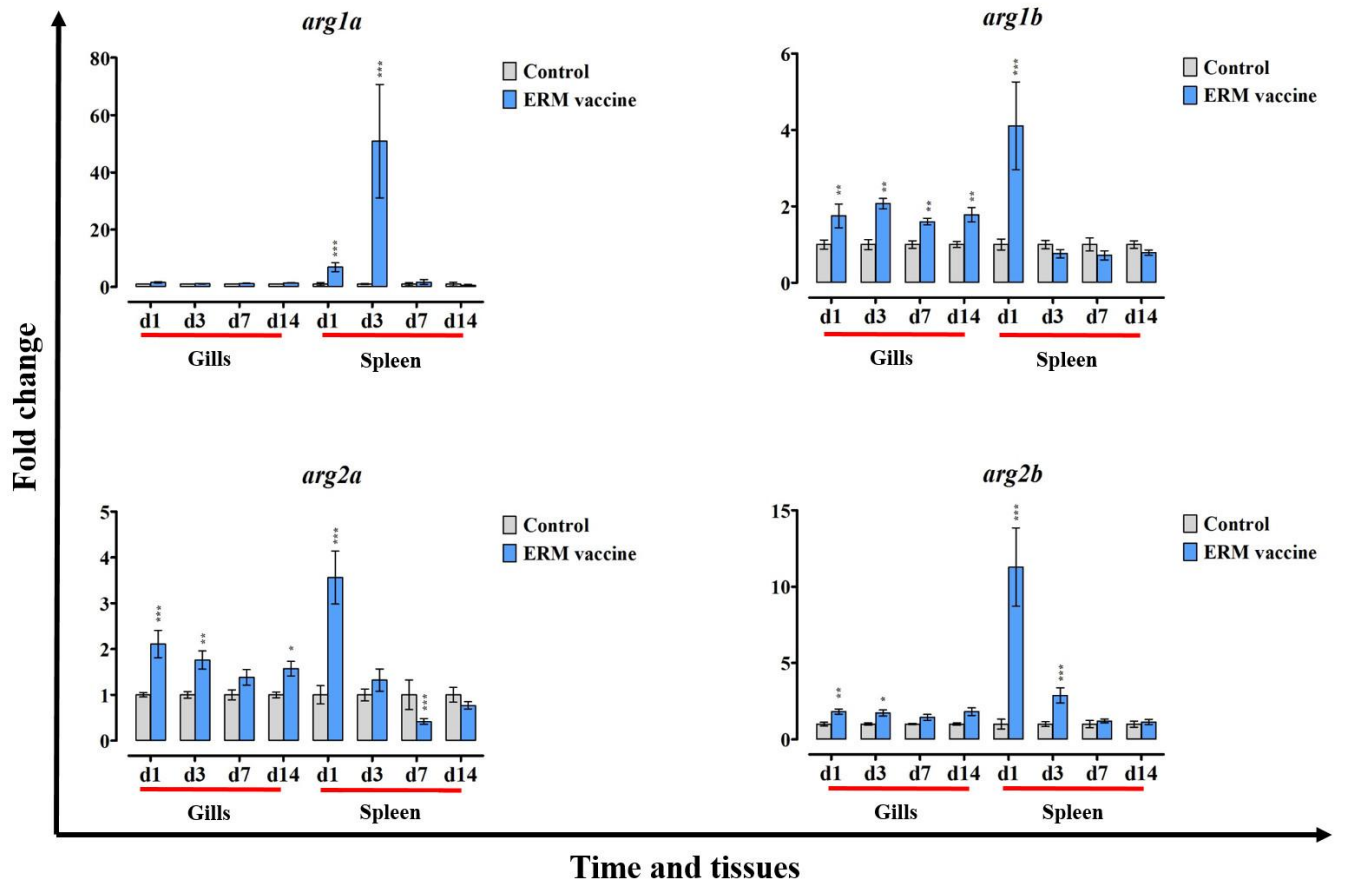 arg1a
80
60
40
20
0
***
***
d1 d3 d7 d14 d1 d3 d7 d14
Gills Spleen
Control
ERM vaccine
arg1b
6
4
2
0
** ** ** ** ***
d1 d3 d7 d14 d1 d3 d7 d14
Gills Spleen
Control
ERM vaccine
Fold change
arg2a
5
4
3
2
1
0
*** ** * *** ***
d1 d3 d7 d14 d1 d3 d7 d14
Gills Spleen
Control
ERM vaccine
arg2b
15
10
5
0
** * *** ***
d1 d3 d7 d14 d1 d3 d7 d14
Gills Spleen
Control
ERM vaccine
Time and tissues